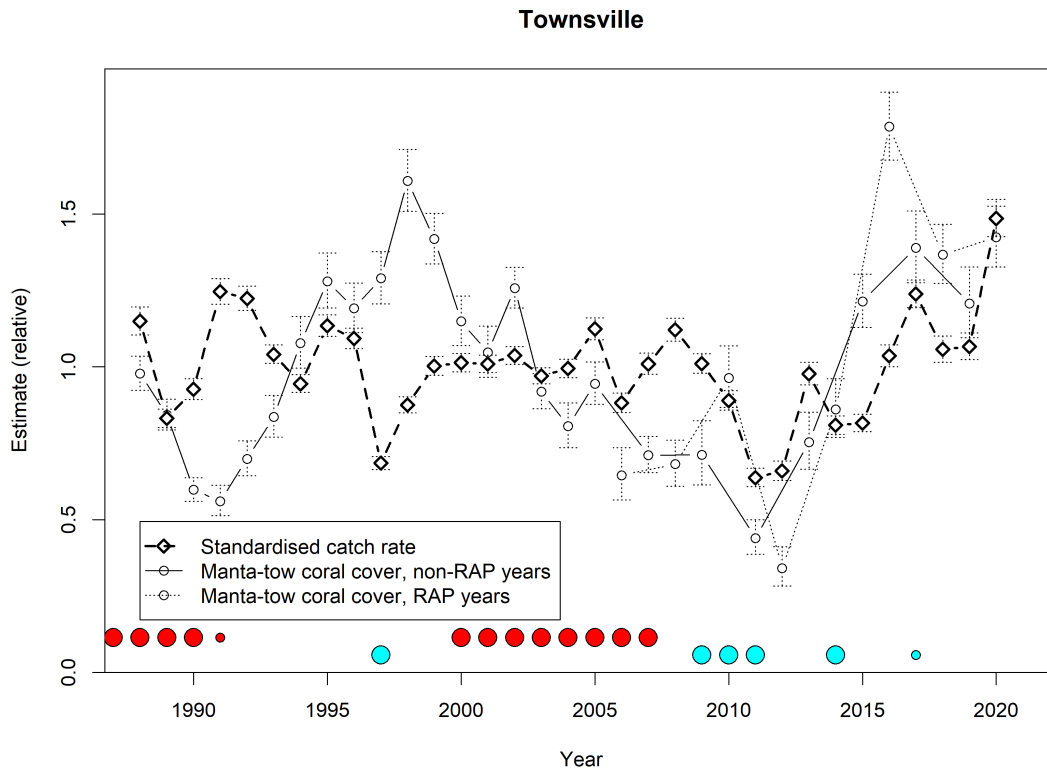 Townsville
Estimate (relative)
1.5
1.0
0.5
0.0
Standardised catch rate
Manta-tow coral cover, non-RAP years
Manta-tow coral cover, RAP years
1990 1995 2000 2005 2010 2015 2020
Year